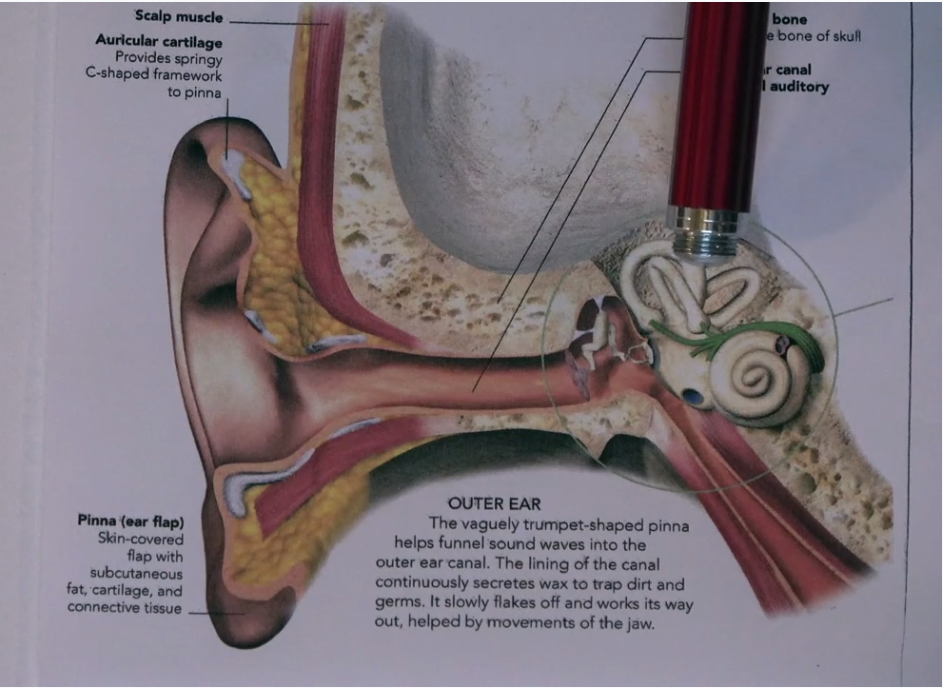 Scalp muscle
Auricular cartilage
Provides springy
C-shaped framework
to pinna
bone
bone of skull
canal
auditory
Pinna (ear flap)
Skin-covered
flap with
subcutaneous
fat, cartilage, and
connective tissue
OUTER EAR
The vaguely trumpet-shaped pinna
helps funnel sound waves into the
outer ear canal. The lining of the canal
continuously secretes wax to trap dirt and
germs. It slowly flakes off and works its way
out, helped by movements of the jaw.